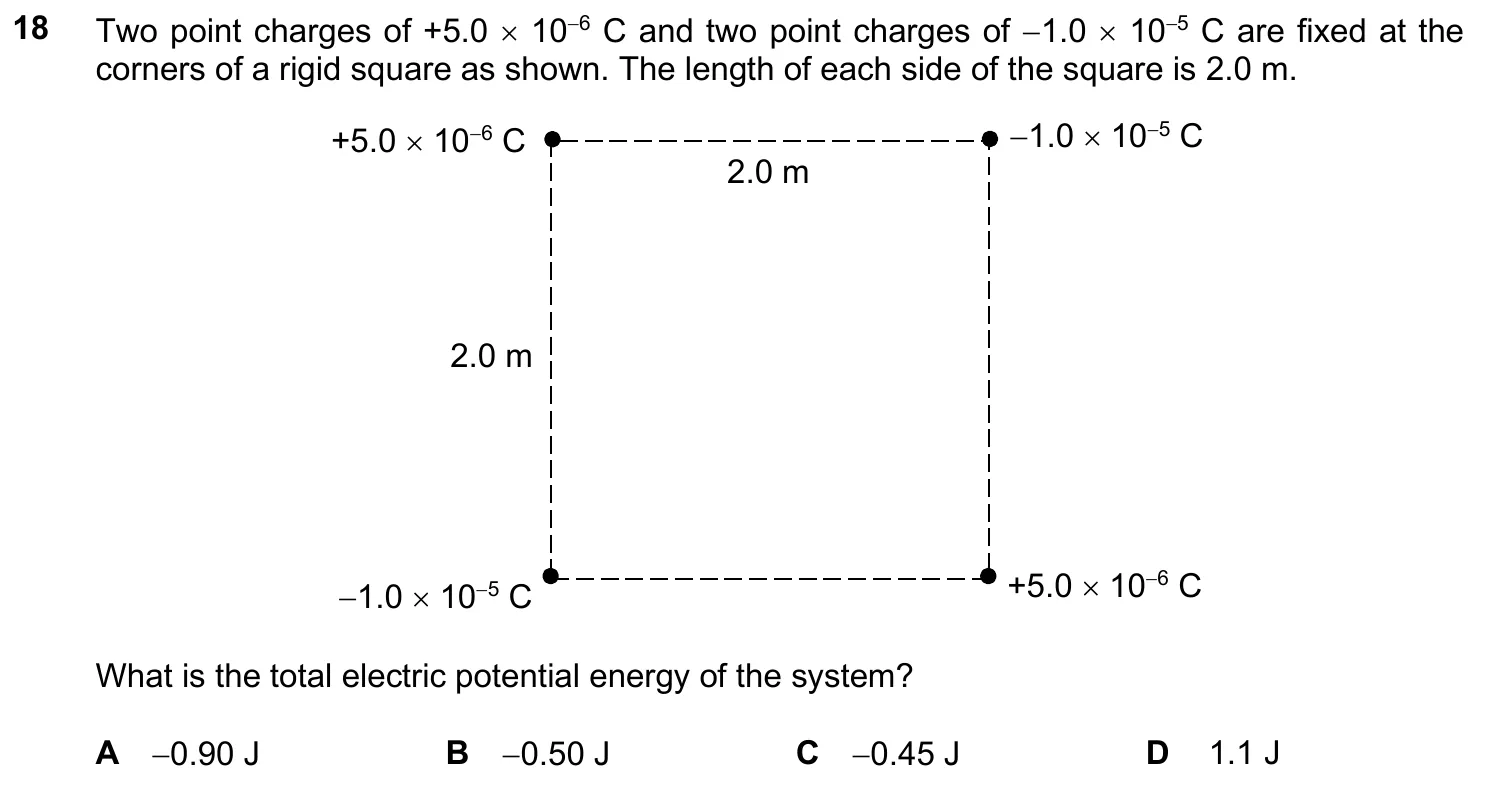 18 Two point charges of +5.0 × 10⁻⁶ C and two point charges of −1.0 × 10⁻⁵ C are fixed at the
corners of a rigid square as shown. The length of each side of the square is 2.0 m.
+5.0 × 10⁻⁶ C
−1.0 × 10⁻⁵ C
2.0 m
2.0 m
−1.0 × 10⁻⁵ C
+5.0 × 10⁻⁶ C
What is the total electric potential energy of the system?
A −0.90 J B −0.50 J C −0.45 J D 1.1 J